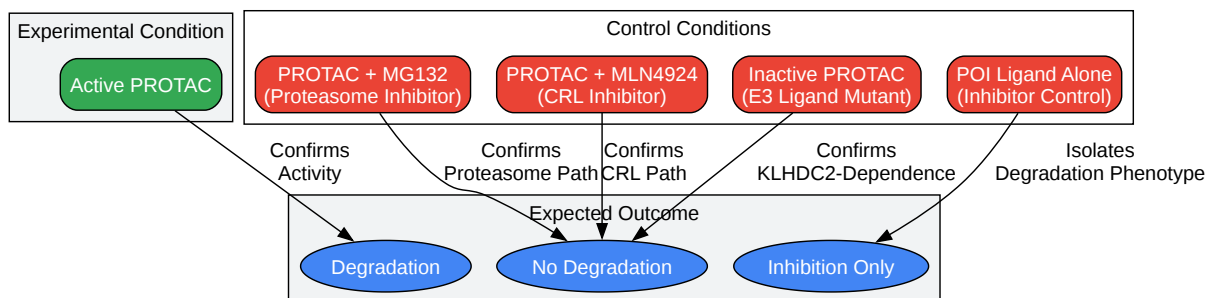 Experimental Condition
Active PROTAC
Control Conditions
PROTAC + MG132
(Proteasome Inhibitor)
PROTAC + MLN4924
(CRL Inhibitor)
Inactive PROTAC
(E3 Ligand Mutant)
POI Ligand Alone
(Inhibitor Control)
Confirms
Activity
Confirms
Proteasome Path
Confirms
CRL Path
Confirms
KLHDC2-Dependence
Isolates
Degradation Phenotype
Expected Outcome
Degradation
No Degradation
Inhibition Only